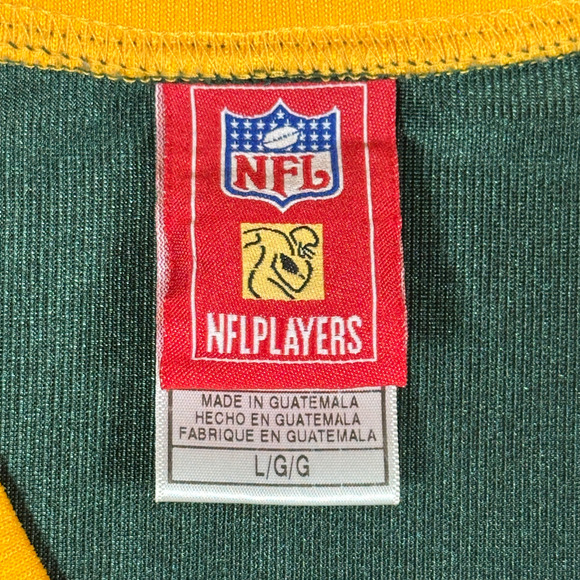 NFL
NFLPLAYERS
MADE IN GUATEMALA
HECHO EN GUATEMALA
FABRIQUE EN GUATEMALA
L/G/G